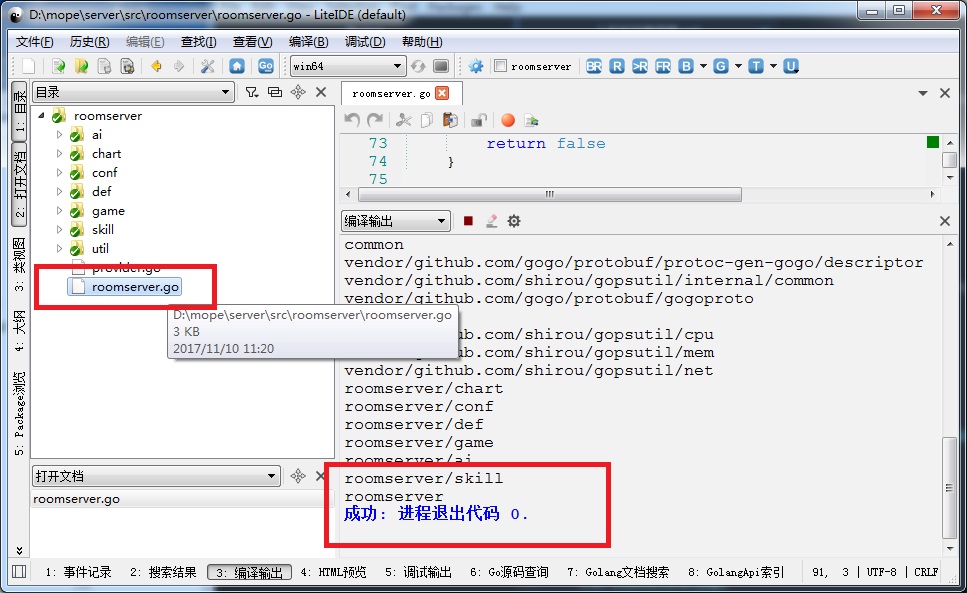 D:\mope\server\src\roomserver\roomserver.go - LiteIDE (default)
文件(F) 历史(R) 编辑(E) 查找(I) 查看(V) 编译(B) 调试(D) 帮助(H)
Go win64 roomserver BR R >R FR B G T U
1: 目录
2: 打开文档
3: 类视图
4: 大纲
5: Package浏览
目录
roomserver
ai
chart
conf
def
game
skill
util
provider.go
roomserver.go
D:\mope\server\src\roomserver\roomserver.go
3 KB
2017/11/10 11:20
打开文档
roomserver.go
roomserver.go
73 return false
74 }
75
编译输出
common
vendor/github.com/gogo/protobuf/protoc-gen-gogo/descriptor
vendor/github.com/shirou/gopsutil/internal/common
vendor/github.com/gogo/protobuf/gogoproto
ub.com/shirou/gopsutil/cpu
ub.com/shirou/gopsutil/mem
vendor/github.com/shirou/gopsutil/net
roomserver/chart
roomserver/conf
roomserver/def
roomserver/game
roomserver/ai
roomserver/skill
roomserver
成功: 进程退出代码 0.
1: 事件记录 2: 搜索结果 3: 编译输出 4: HTML预览 5: 调试输出 6: Go源码查询 7: Golang文档搜索 8: GolangApi索引 91, 3 | UTF-8 | CRLF